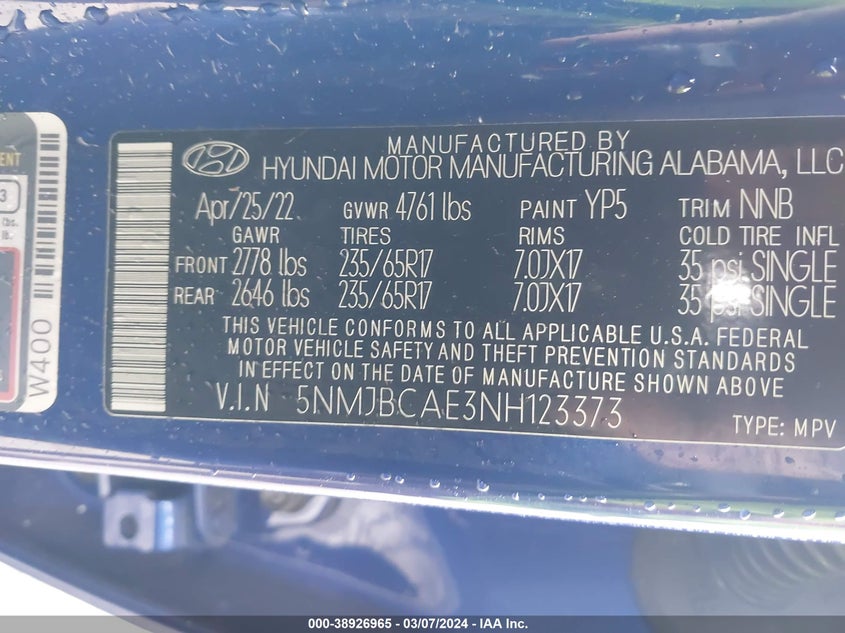 MANUFACTURED BY
HYUNDAI MOTOR MANUFACTURING ALABAMA, LLC
Apr/25/22 GVWR 4761 lbs PAINT YP5 TRIM NNB
GAWR TIRES RIMS COLD TIRE INFL
FRONT 2778 lbs 235/65R17 7.0JX17 35 psi SINGLE
REAR 2646 lbs 235/65R17 7.0JX17 35 psi SINGLE
THIS VEHICLE CONFORMS TO ALL APPLICABLE U.S.A. FEDERAL
MOTOR VEHICLE SAFETY AND THEFT PREVENTION STANDARDS
IN EFFECT ON THE DATE OF MANUFACTURE SHOWN ABOVE
V.I.N 5NMJBCAE3NH123373
TYPE: MPV
W400
3
lbs.
lb.
000-38926965 - 03/07/2024 - IAA Inc.